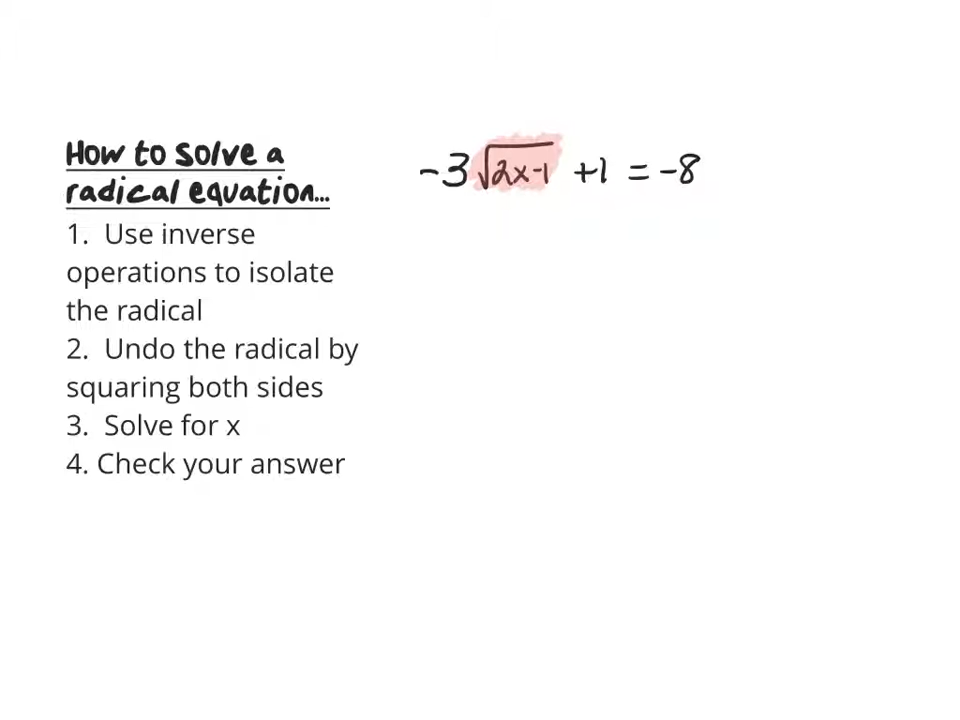 How to solve a
radical equation...
-3√2x-1 +1 = -8
1. Use inverse
operations to isolate
the radical
2. Undo the radical by
squaring both sides
3. Solve for x
4. Check your answer